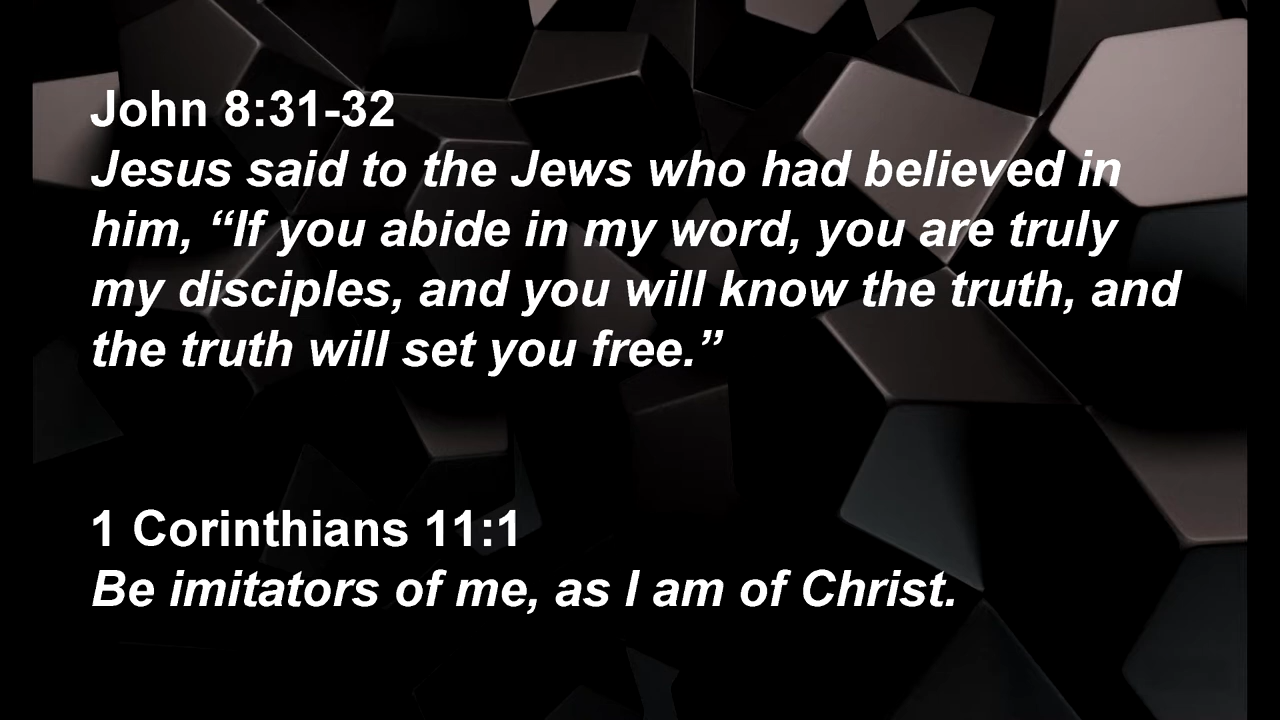 John 8:31-32
Jesus said to the Jews who had believed in
him, “If you abide in my word, you are truly
my disciples, and you will know the truth, and
the truth will set you free.”
1 Corinthians 11:1
Be imitators of me, as I am of Christ.